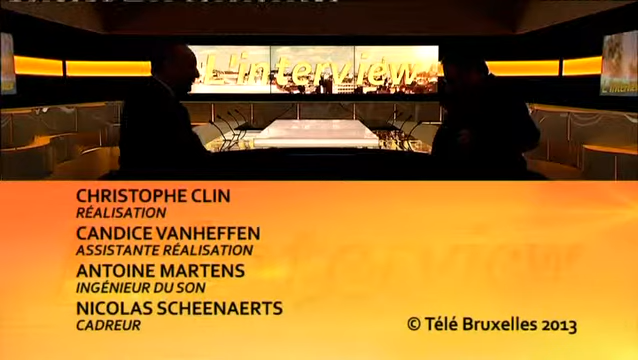 L'interview
CHRISTOPHE CLIN
RÉALISATION
CANDICE VANHEFFEN
ASSISTANTE RÉALISATION
ANTOINE MARTENS
INGÉNIEUR DU SON
NICOLAS SCHEENAERTS
CADREUR
© Télé Bruxelles 2013